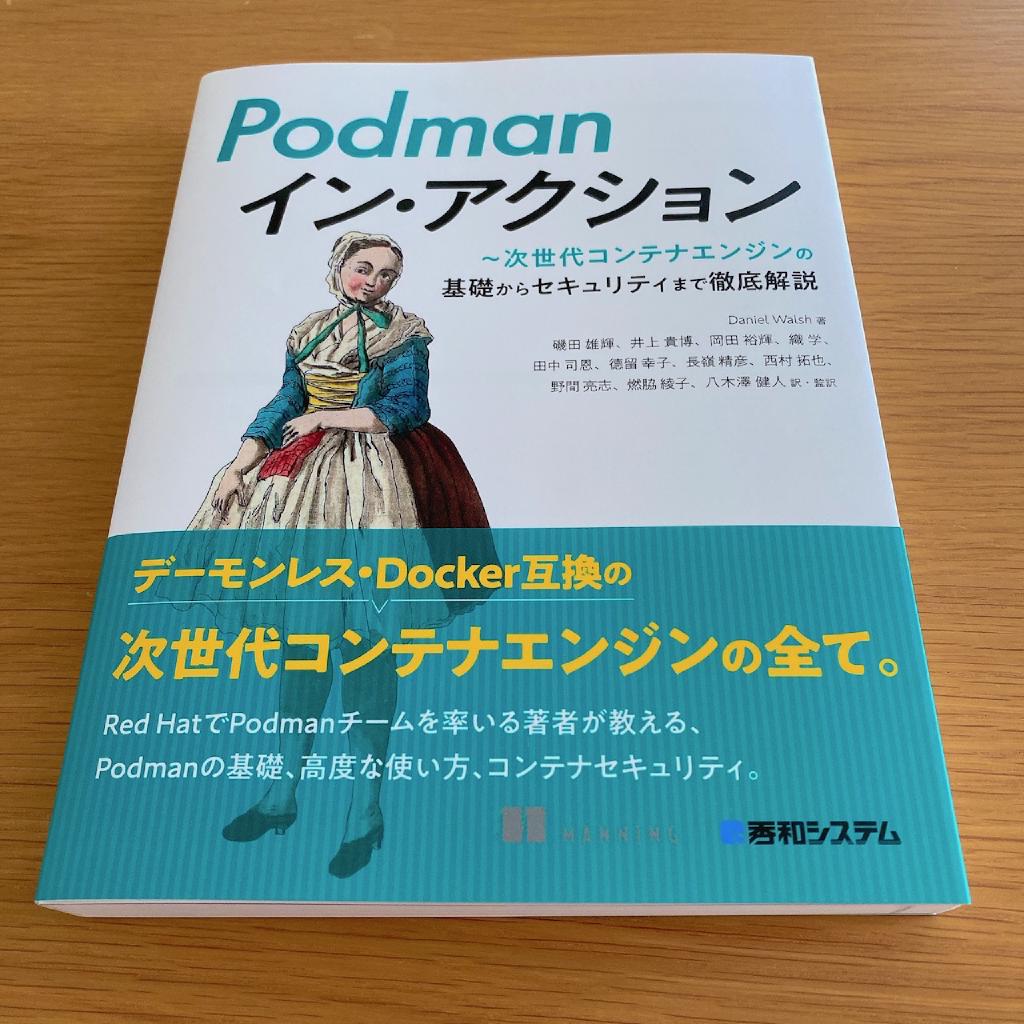 Podman
イン・アクション
～次世代コンテナエンジンの
基礎からセキュリティまで徹底解説
Daniel Walsh 著
磯田 雄輝、井上 貴博、岡田 裕輝、織 学、
田中 司恩、德留 幸子、長嶺 精彦、西村 拓也、
野間 亮志、燃脇 綾子、八木澤 健人 訳・監訳
デーモンレス・Docker互換の
次世代コンテナエンジンの全て。
Red HatでPodmanチームを率いる著者が教える、
Podmanの基礎、高度な使い方、コンテナセキュリティ。
MANNING
秀和システム